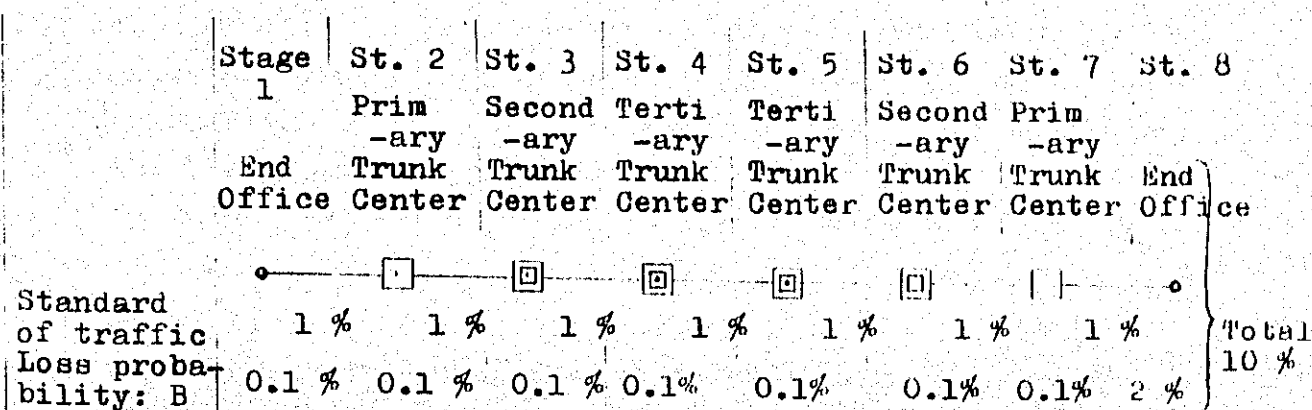 Stage St. 2 St. 3 St. 4 St. 5 St. 6 St. 7 St. 8
1
Prim Second Terti Terti Second Prim
-ary -ary -ary -ary -ary -ary
End Trunk Trunk Trunk Trunk Trunk Trunk End
Office Center Center Center Center Center Center Office
Standard
of traffic 1 % 1 % 1 % 1 % 1 % 1 % 1 % Total
Loss proba- 10 %
bility: B 0.1 % 0.1 % 0.1 % 0.1% 0.1% 0.1% 0.1% 2 %